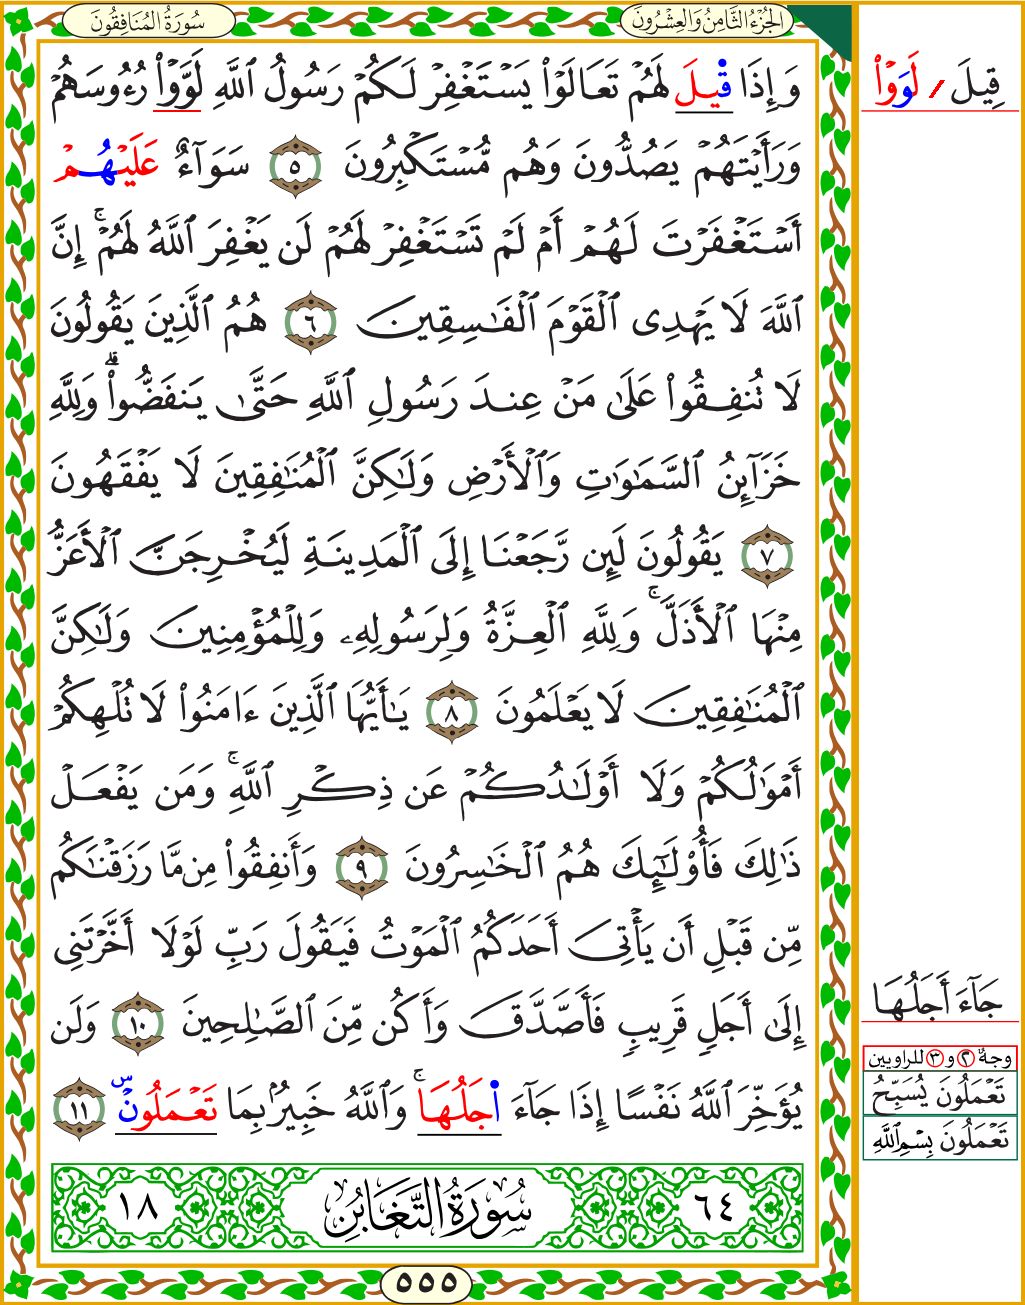 الجُزْءُ الثَّامِنُ وَالعِشْرُونَ
سُورَةُ المُنَافِقُونَ
وَإِذَا قِيلَ لَهُمْ تَعَالَوْا۟ يَسْتَغْفِرْ لَكُمْ رَسُولُ ٱللَّهِ لَوَّوْا۟ رُءُوسَهُمْ
وَرَأَيْتَهُمْ يَصُدُّونَ وَهُم مُّسْتَكْبِرُونَ ٥ سَوَآءٌ عَلَيْهُمْ
أَسْتَغْفَرْتَ لَهُمْ أَمْ لَمْ تَسْتَغْفِرْ لَهُمْ لَن يَغْفِرَ ٱللَّهُ لَهُمْ ۚ إِنَّ
ٱللَّهَ لَا يَهْدِى ٱلْقَوْمَ ٱلْفَٰسِقِينَ ٦ هُمُ ٱلَّذِينَ يَقُولُونَ
لَا تُنفِقُوا۟ عَلَىٰ مَنْ عِندَ رَسُولِ ٱللَّهِ حَتَّىٰ يَنفَضُّوا۟ ۗ وَلِلَّهِ
خَزَآئِنُ ٱلسَّمَٰوَٰتِ وَٱلْأَرْضِ وَلَٰكِنَّ ٱلْمُنَٰفِقِينَ لَا يَفْقَهُونَ
٧ يَقُولُونَ لَئِن رَّجَعْنَا إِلَى ٱلْمَدِينَةِ لَيُخْرِجَنَّ ٱلْأَعَزُّ
مِنْهَا ٱلْأَذَلَّ ۚ وَلِلَّهِ ٱلْعِزَّةُ وَلِرَسُولِهِۦ وَلِلْمُؤْمِنِينَ وَلَٰكِنَّ
ٱلْمُنَٰفِقِينَ لَا يَعْلَمُونَ ٨ يَٰأَيُّهَا ٱلَّذِينَ ءَامَنُوا۟ لَا تُلْهِكُمْ
أَمْوَٰلُكُمْ وَلَا أَوْلَٰدُكُمْ عَن ذِكْرِ ٱللَّهِ ۚ وَمَن يَفْعَلْ
ذَٰلِكَ فَأُو۟لَٰٓئِكَ هُمُ ٱلْخَٰسِرُونَ ٩ وَأَنفِقُوا۟ مِن مَّا رَزَقْنَٰكُم
مِّن قَبْلِ أَن يَأْتِىَ أَحَدَكُمُ ٱلْمَوْتُ فَيَقُولَ رَبِّ لَوْلَا أَخَّرْتَنِى
إِلَىٰ أَجَلٍ قَرِيبٍ فَأَصَّدَّقَ وَأَكُن مِّنَ ٱلصَّٰلِحِينَ ١٠ وَلَن
يُؤَخِّرَ ٱللَّهُ نَفْسًا إِذَا جَآءَ اجَلُهَا ۚ وَٱللَّهُ خَبِيرٌۢ بِمَا تَعْمَلُونَ س ١١
٦٤ سُورَةُ التَّغَابُنِ ١٨
٥٥٥
قِيلَ / لَوَوْا۟
جَآءَ أَجَلُهَا
وجهٌ ٢ و ٣ للراويين
تَعْمَلُونَ يُسَبِّحُ
تَعْمَلُونَ بِسْمِ ٱللَّهِ